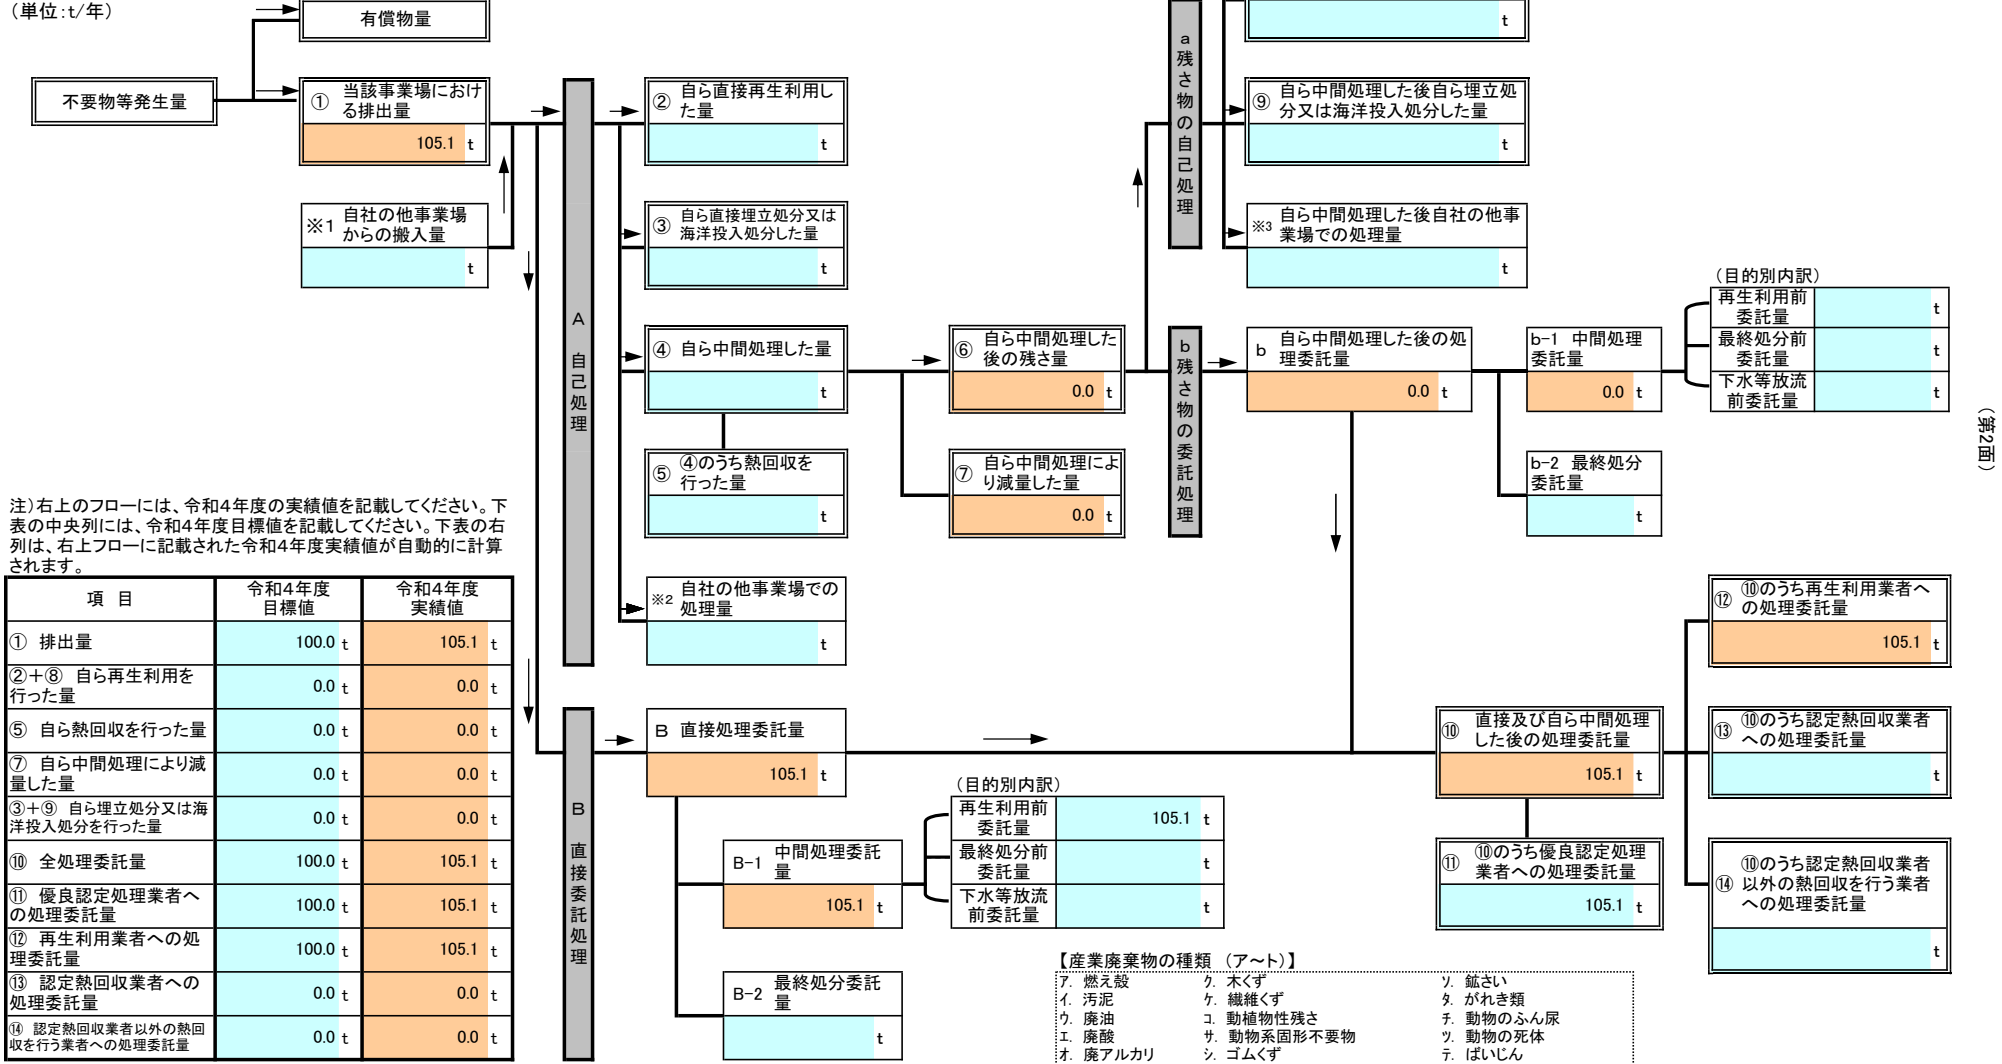 （単位:t/年）
有償物量
不要物等発生量
① 当該事業場におけ
る排出量
105.1 t
※1 自社の他事業場
からの搬入量
t
A 自己処理
② 自ら直接再生利用し
た量
t
③ 自ら直接埋立処分又は
海洋投入処分した量
t
④ 自ら中間処理した量
t
⑤ ④のうち熱回収を
行った量
t
※2 自社の他事業場での
処理量
t
⑥ 自ら中間処理した
後の残さ量
0.0 t
⑦ 自ら中間処理によ
り減量した量
0.0 t
a 残さ物の自己処理
t
⑨ 自ら中間処理した後自ら埋立処
分又は海洋投入処分した量
t
※3 自ら中間処理した後自社の他事
業場での処理量
t
b 残さ物の委託処理
b 自ら中間処理した後の処
理委託量
0.0 t
b-1 中間処理
委託量
0.0 t
b-2 最終処分
委託量
t
（目的別内訳）
再生利用前
委託量
t
最終処分前
委託量
t
下水等放流
前委託量
t
（第2面）
注）右上のフローには、令和4年度の実績値を記載してください。下
表の中央列には、令和4年度目標値を記載してください。下表の右
列は、右上フローに記載された令和4年度実績値が自動的に計算
されます。
項 目
令和4年度
目標値
令和4年度
実績値
① 排出量
100.0 t 105.1 t
②＋⑧ 自ら再生利用を
行った量
0.0 t 0.0 t
⑤ 自ら熱回収を行った量
0.0 t 0.0 t
⑦ 自ら中間処理により減
量した量
0.0 t 0.0 t
③＋⑨ 自ら埋立処分又は海
洋投入処分を行った量
0.0 t 0.0 t
⑩ 全処理委託量
100.0 t 105.1 t
⑪ 優良認定処理業者へ
の処理委託量
100.0 t 105.1 t
⑫ 再生利用業者への処
理委託量
100.0 t 105.1 t
⑬ 認定熱回収業者への
処理委託量
0.0 t 0.0 t
⑭ 認定熱回収業者以外の熱回
収を行う業者への処理委託量
0.0 t 0.0 t
B 直接委託処理
B 直接処理委託量
105.1 t
B-1 中間処理委託
量
105.1 t
B-2 最終処分委託
量
t
（目的別内訳）
再生利用前
委託量
105.1 t
最終処分前
委託量
t
下水等放流
前委託量
t
⑩ 直接及び自ら中間処理
した後の処理委託量
105.1 t
⑪ ⑩のうち優良認定処理
業者への処理委託量
105.1 t
⑫ ⑩のうち再生利用業者へ
の処理委託量
105.1 t
⑬ ⑩のうち認定熱回収業者
への処理委託量
t
⑭ ⑩のうち認定熱回収業者
以外の熱回収を行う業者
への処理委託量
t
【産業廃棄物の種類 （ア～ト）】
ｱ. 燃え殻 ｸ. 木くず ｿ. 鉱さい
ｲ. 汚泥 ｹ. 繊維くず ﾀ. がれき類
ｳ. 廃油 ｺ. 動植物性残さ ﾁ. 動物のふん尿
ｴ. 廃酸 ｻ. 動物系固形不要物 ﾂ. 動物の死体
ｵ. 廃アルカリ ｼ. ゴムくず ﾃ. ばいじん